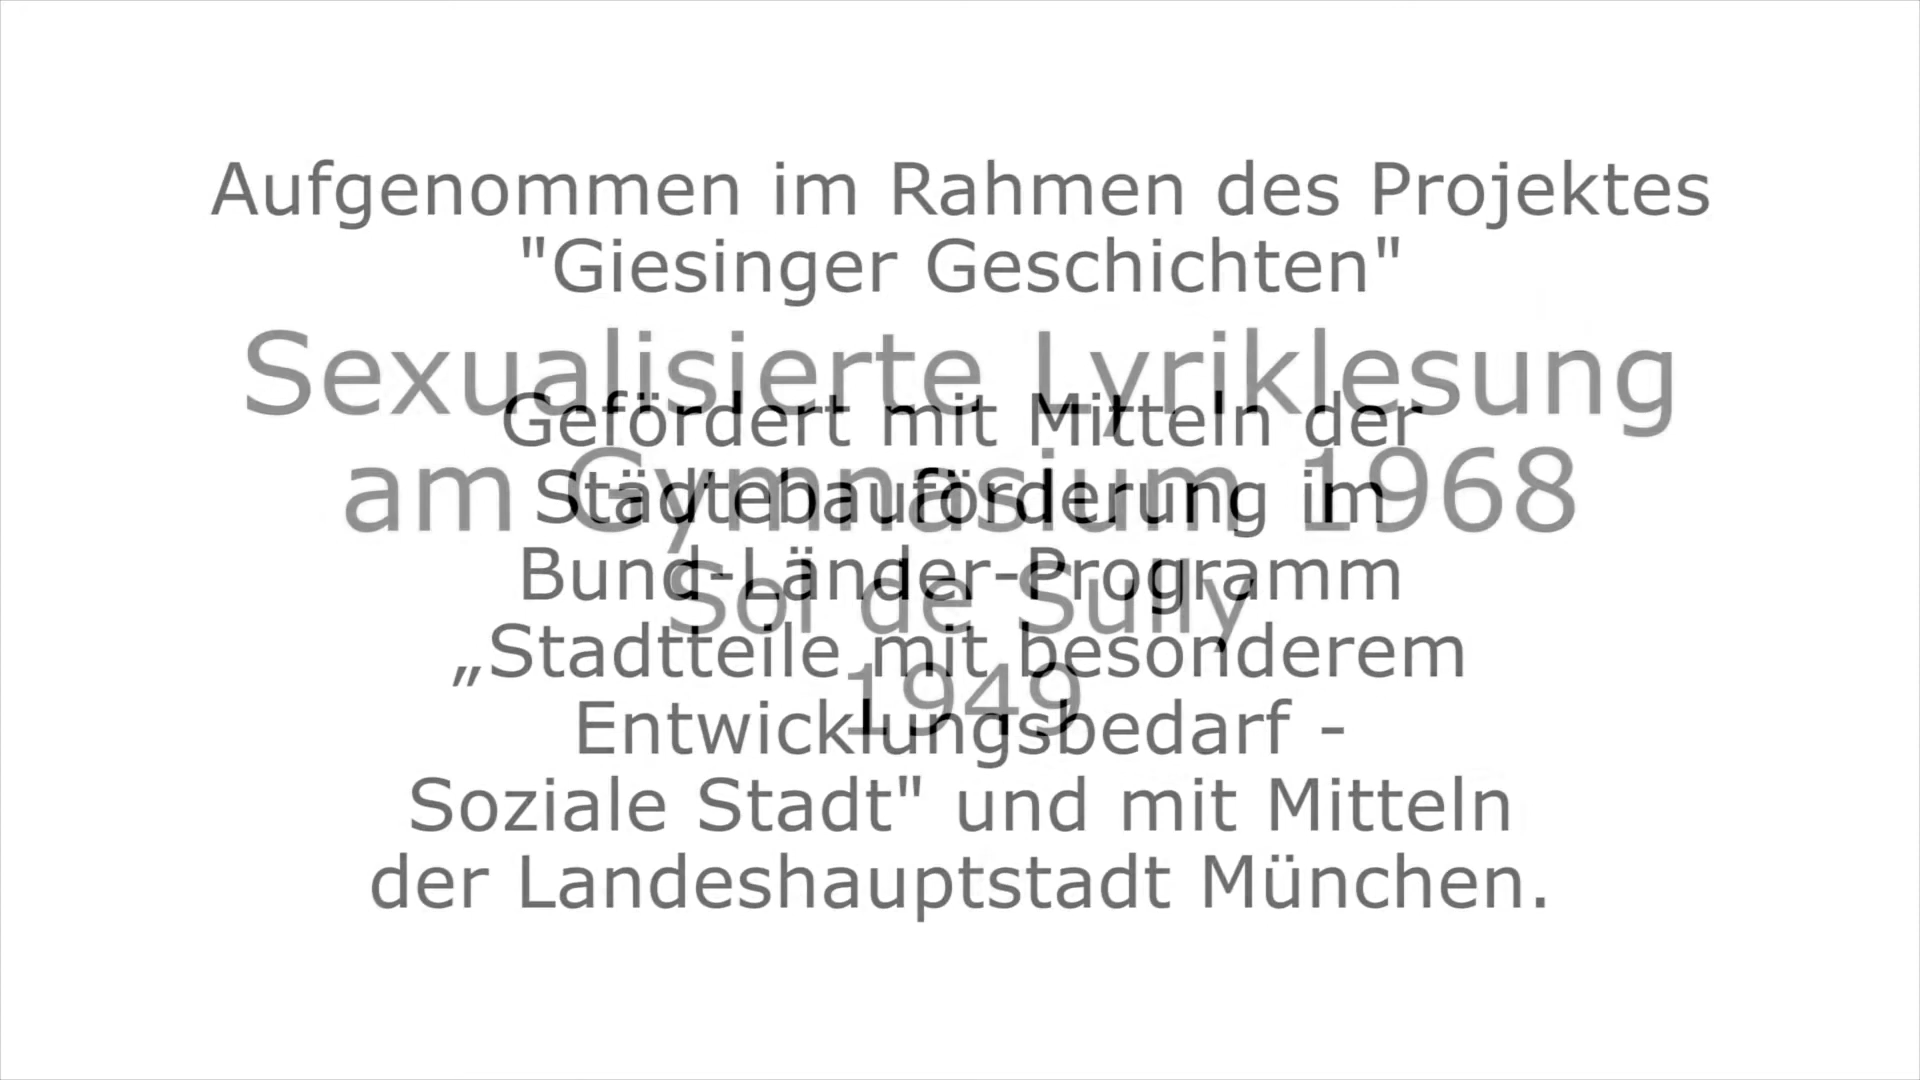 Aufgenommen im Rahmen des Projektes
"Giesinger Geschichten"
Sexualisierte Lyriklesung
am Gymnasium 1968
Sol de Sully
1949
Gefördert mit Mitteln der
Städtebauförderung im
Bund-Länder-Programm
„Stadtteile mit besonderem
Entwicklungsbedarf -
Soziale Stadt" und mit Mitteln
der Landeshauptstadt München.